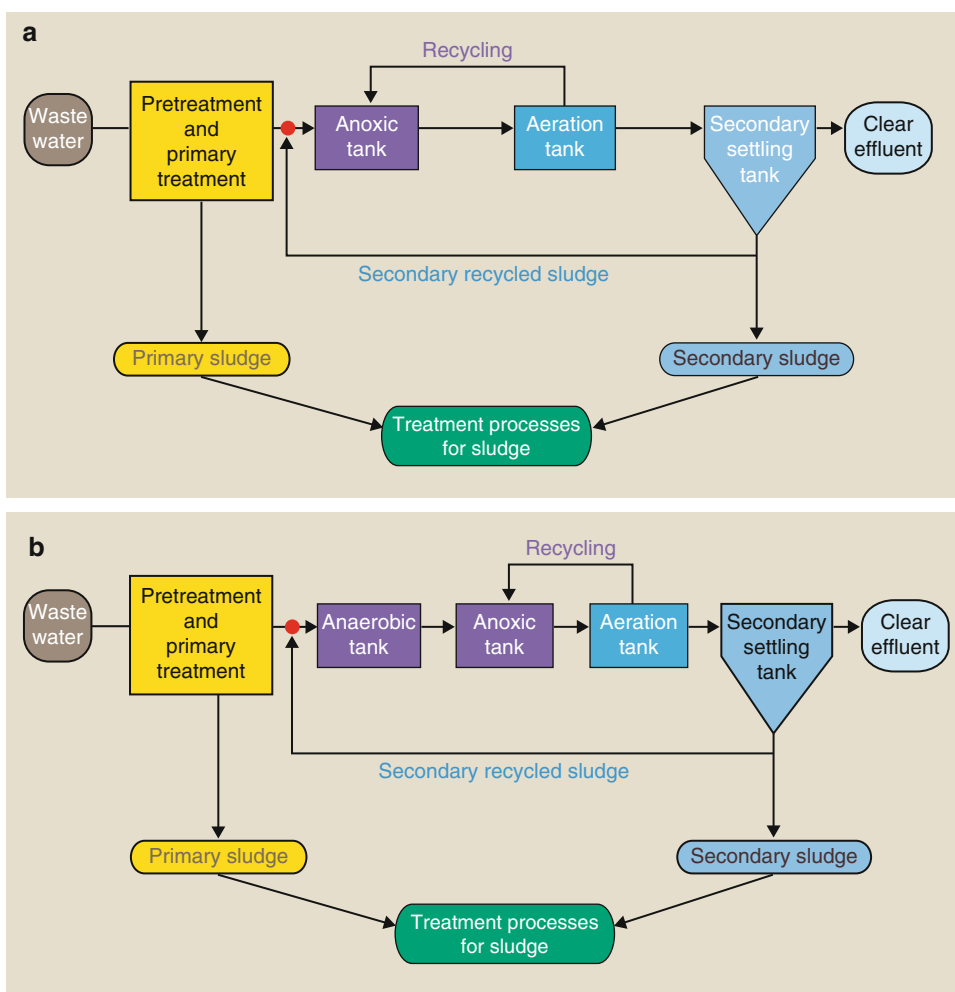 a
Recycling
Waste
water
Pretreatment
and
primary
treatment
Anoxic
tank
Aeration
tank
Secondary
settling
tank
Clear
effluent
Secondary recycled sludge
Primary sludge
Secondary sludge
Treatment processes
for sludge
b
Recycling
Waste
water
Pretreatment
and
primary
treatment
Anaerobic
tank
Anoxic
tank
Aeration
tank
Secondary
settling
tank
Clear
effluent
Secondary recycled sludge
Primary sludge
Secondary sludge
Treatment processes
for sludge